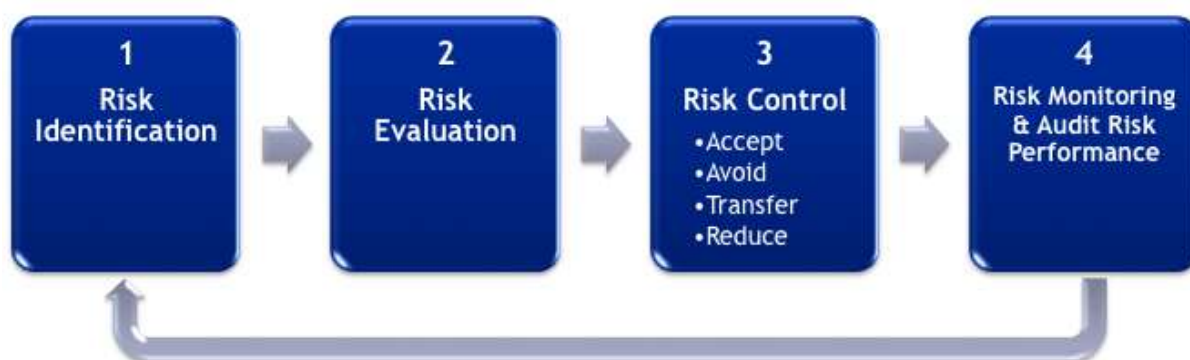 1
Risk
Identification
2
Risk
Evaluation
3
Risk Control
•Accept
•Avoid
•Transfer
•Reduce
4
Risk Monitoring
& Audit Risk
Performance